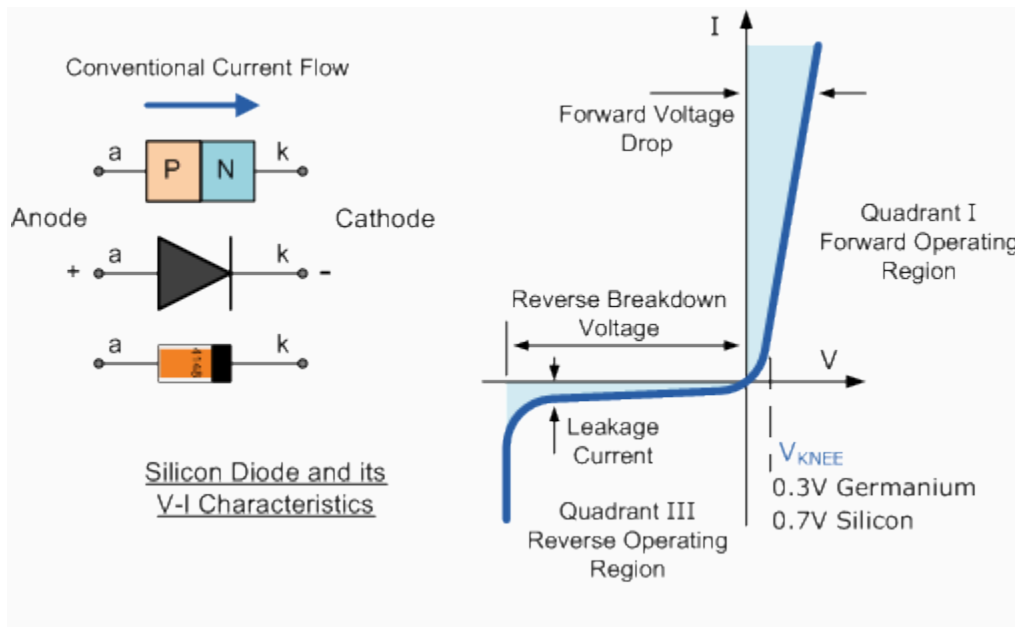 Conventional Current Flow
a
P
N
k
Anode
Cathode
a
k
+
-
a
4148
k
Silicon Diode and its
V-I Characteristics
I
Forward Voltage
Drop
Quadrant I
Forward Operating
Region
Reverse Breakdown
Voltage
V
Leakage
Current
VKNEE
0.3V Germanium
0.7V Silicon
Quadrant III
Reverse Operating
Region